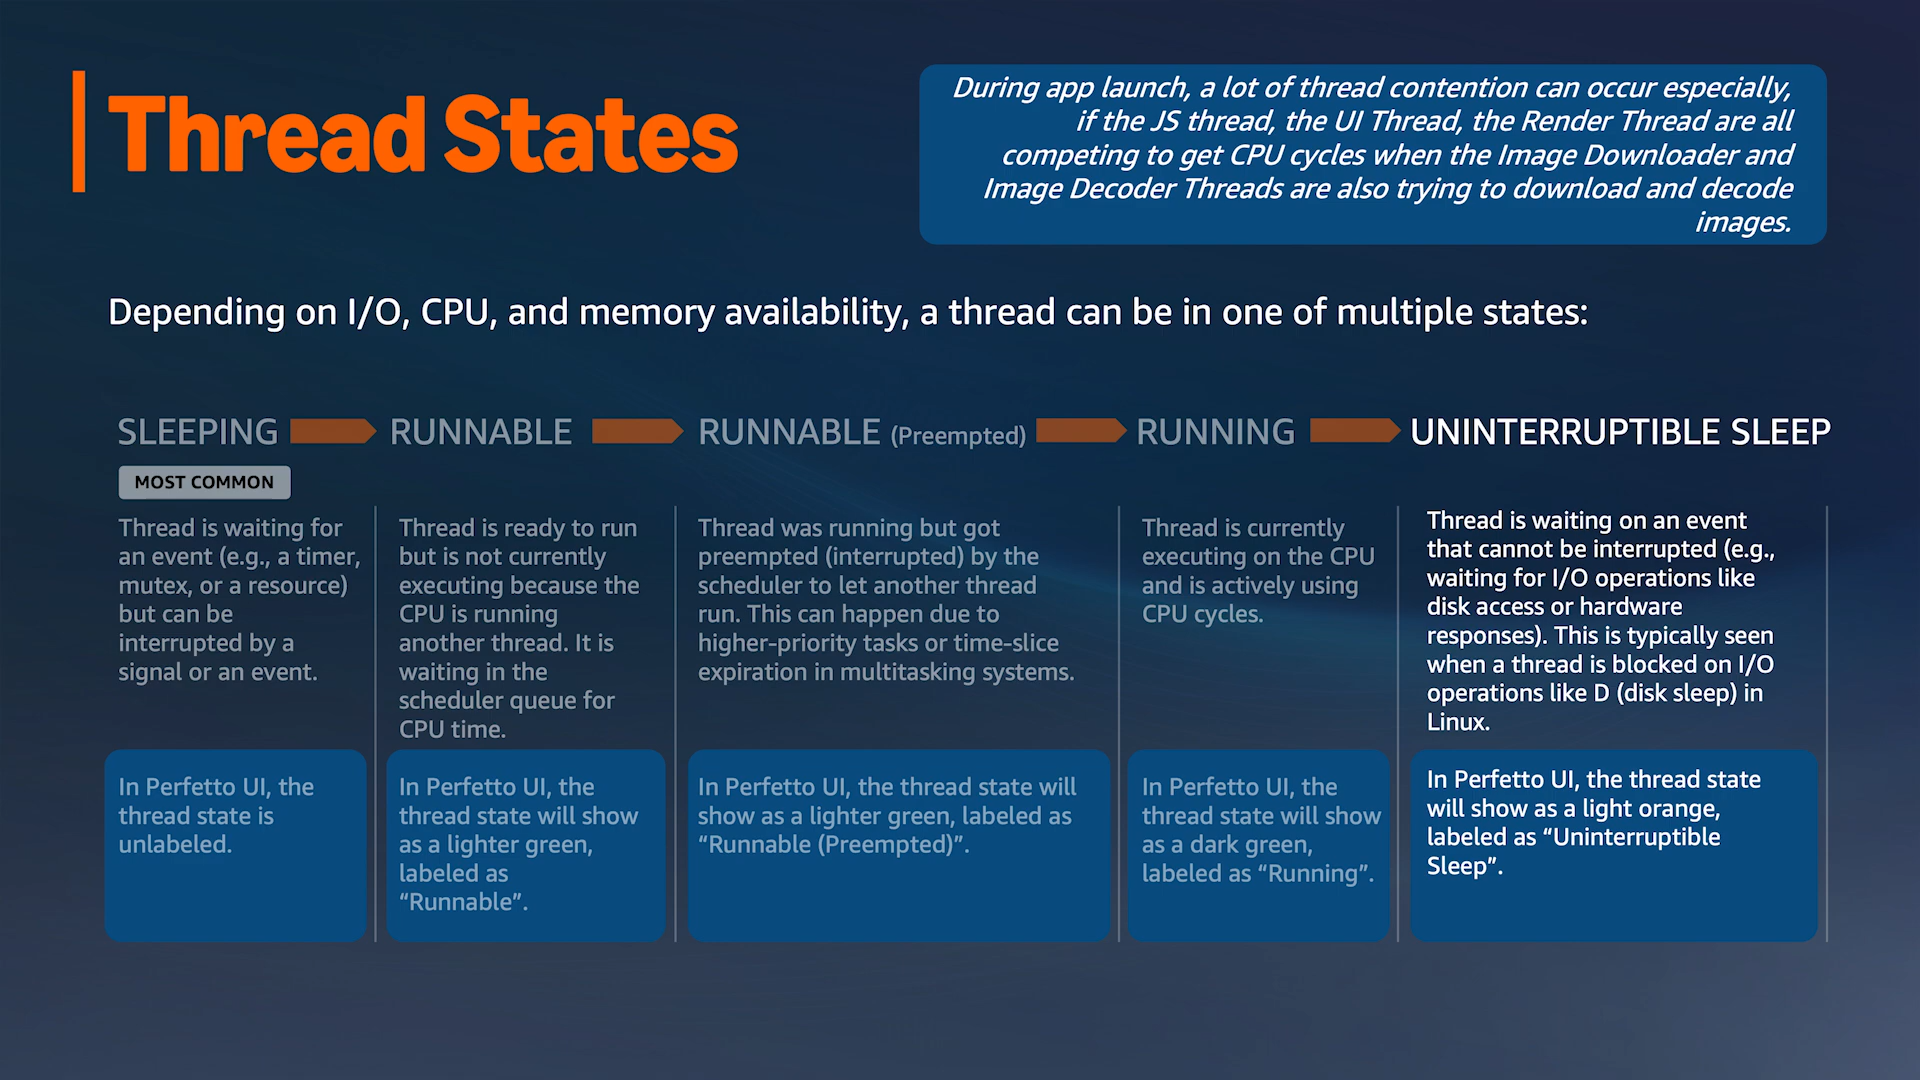 Thread States
During app launch, a lot of thread contention can occur especially,
if the JS thread, the UI Thread, the Render Thread are all
competing to get CPU cycles when the Image Downloader and
Image Decoder Threads are also trying to download and decode
images.
Depending on I/O, CPU, and memory availability, a thread can be in one of multiple states:
SLEEPING
MOST COMMON
Thread is waiting for
an event (e.g., a timer,
mutex, or a resource)
but can be
interrupted by a
signal or an event.
In Perfetto UI, the
thread state is
unlabeled.
RUNNABLE
Thread is ready to run
but is not currently
executing because the
CPU is running
another thread. It is
waiting in the
scheduler queue for
CPU time.
In Perfetto UI, the
thread state will show
as a lighter green,
labeled as
“Runnable”.
RUNNABLE (Preempted)
Thread was running but got
preempted (interrupted) by the
scheduler to let another thread
run. This can happen due to
higher-priority tasks or time-slice
expiration in multitasking systems.
In Perfetto UI, the thread state will
show as a lighter green, labeled as
“Runnable (Preempted)”.
RUNNING
Thread is currently
executing on the CPU
and is actively using
CPU cycles.
In Perfetto UI, the
thread state will show
as a dark green,
labeled as “Running”.
UNINTERRUPTIBLE SLEEP
Thread is waiting on an event
that cannot be interrupted (e.g.,
waiting for I/O operations like
disk access or hardware
responses). This is typically seen
when a thread is blocked on I/O
operations like D (disk sleep) in
Linux.
In Perfetto UI, the thread state
will show as a light orange,
labeled as “Uninterruptible
Sleep”.